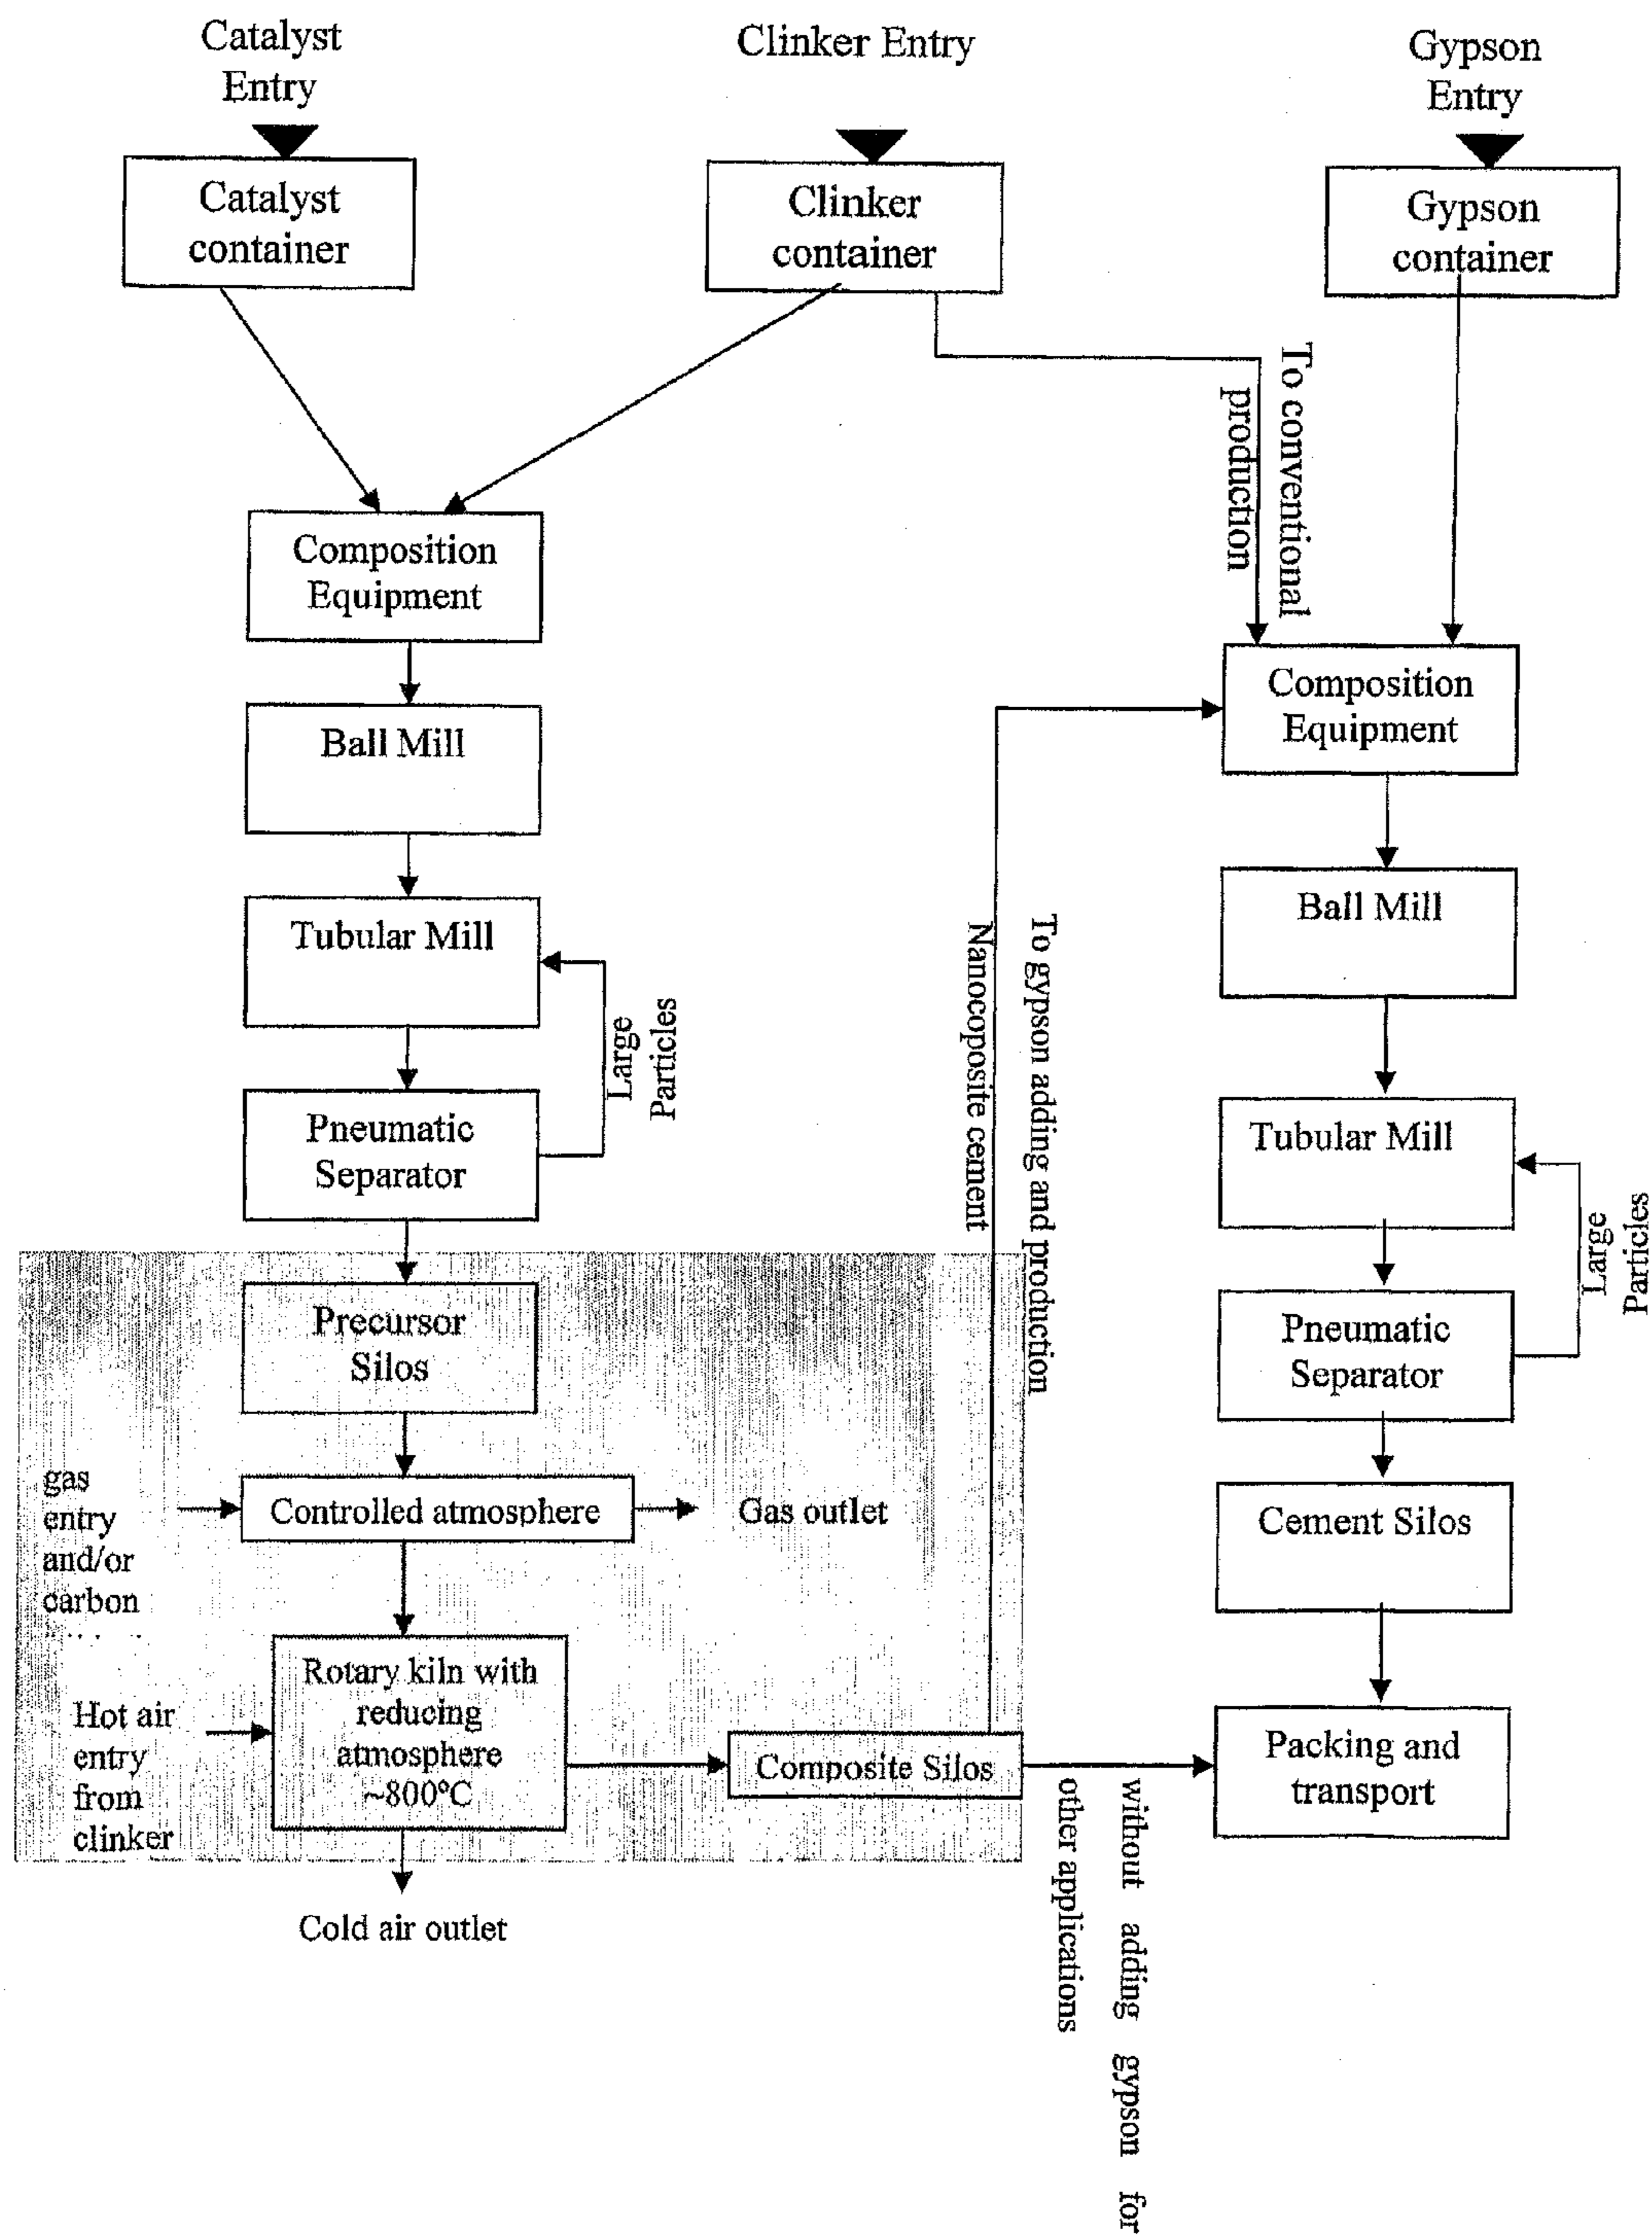 Catalyst
Entry
Clinker Entry
Gypson
Entry
Catalyst
container
Clinker
container
Gypson
container
To conventional
production
Composition
Equipment
Composition
Equipment
Ball Mill
Ball Mill
Tubular Mill
Large
Particles
To gypson adding and production
Nanocoposite cement
Pneumatic
Separator
Tubular Mill
Large
Particles
Precursor
Silos
Pneumatic
Separator
gas
entry
and/or
carbon
Controlled atmosphere
Gas outlet
Cement Silos
Hot air
entry
from
clinker
Rotary kiln with
reducing
atmosphere
~800ºC
Composite Silos
Packing and
transport
without adding gypson for
other applications
Cold air outlet